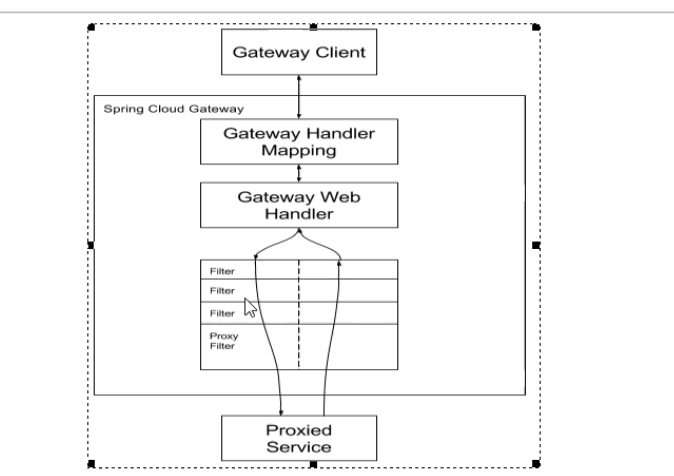 Gateway Client
Spring Cloud Gateway
Gateway Handler
Mapping
Gateway Web
Handler
Filter
Filter
Filter
Proxy
Filter
Proxied
Service